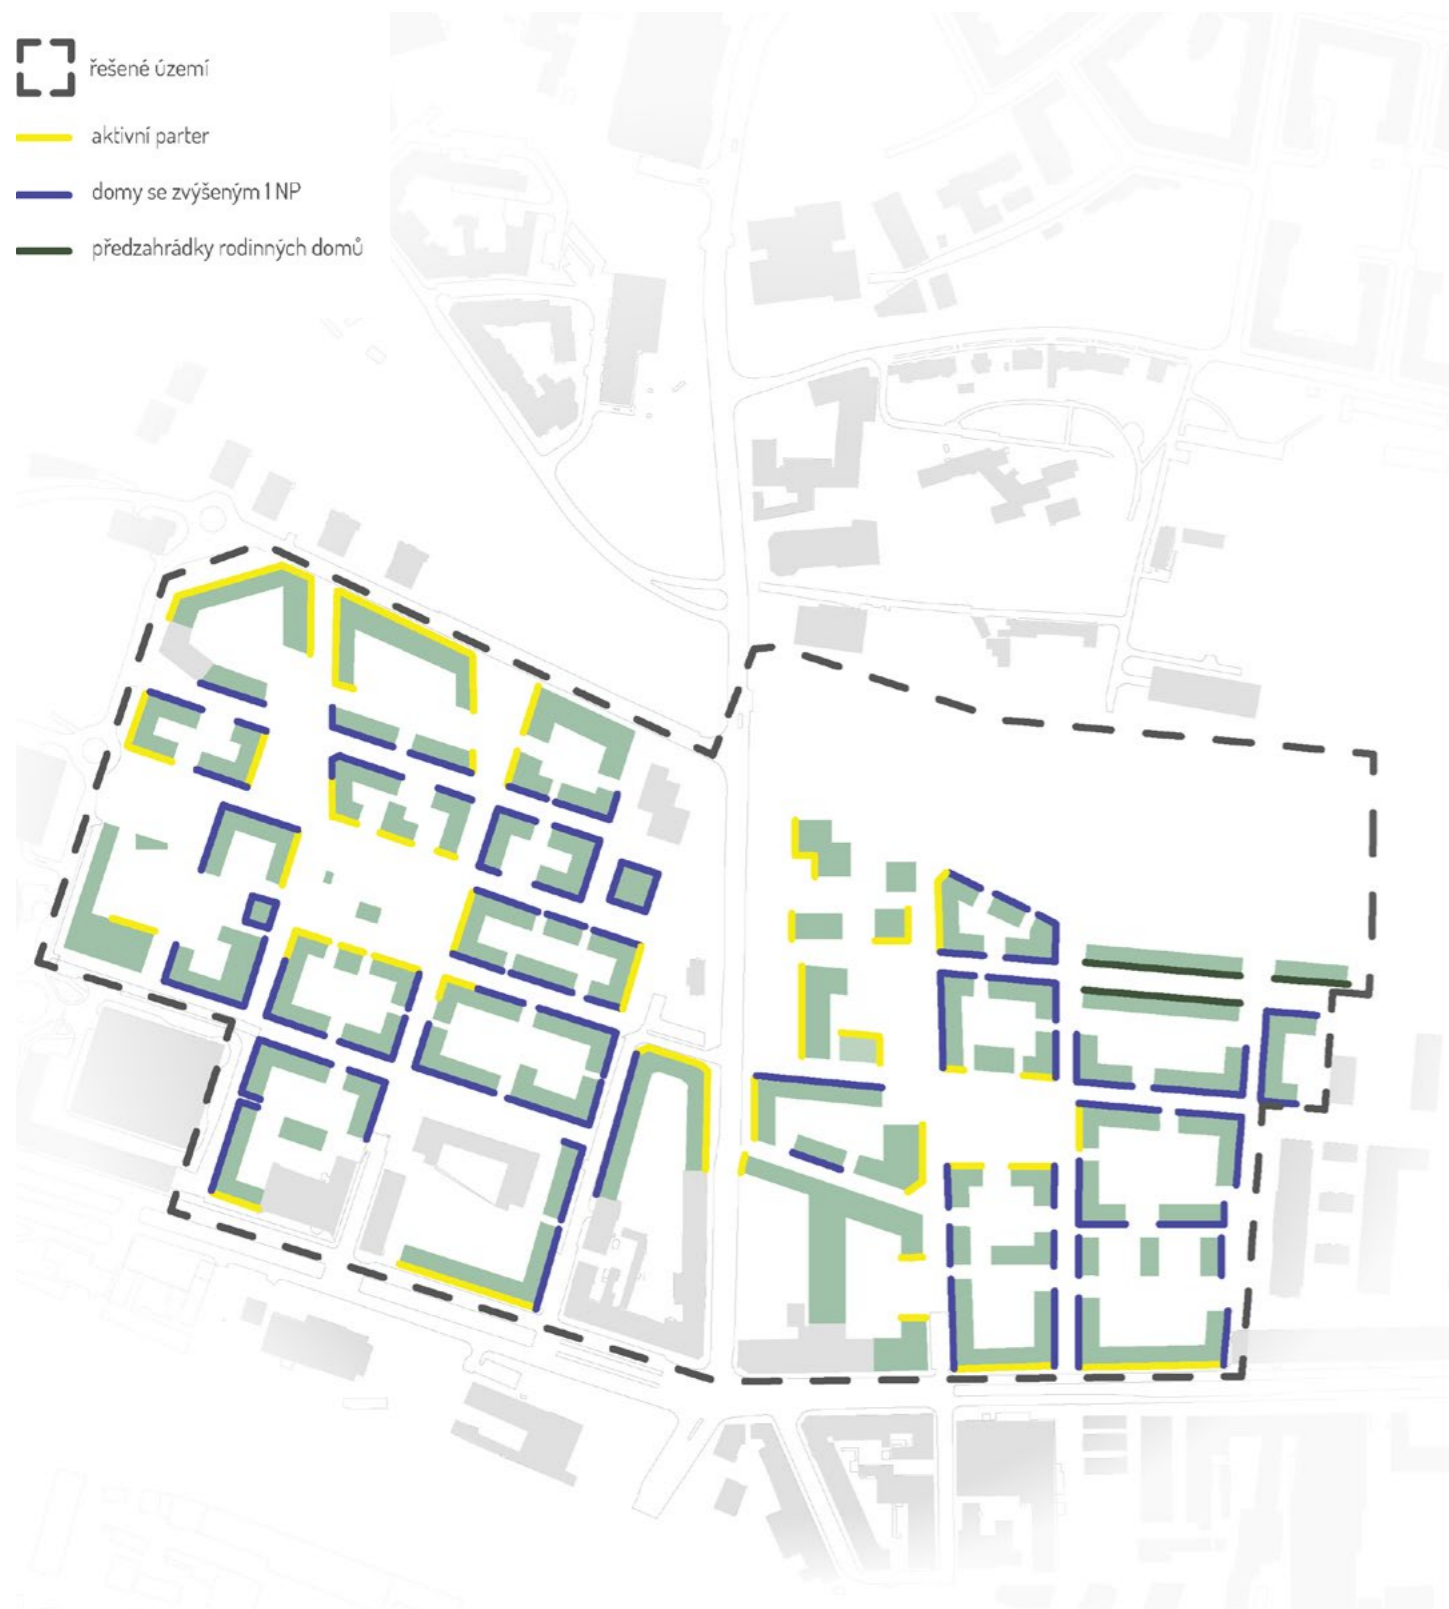 řešené území
aktivní parter
domy se zvýšeným 1 NP
předzahrádky rodinných domů